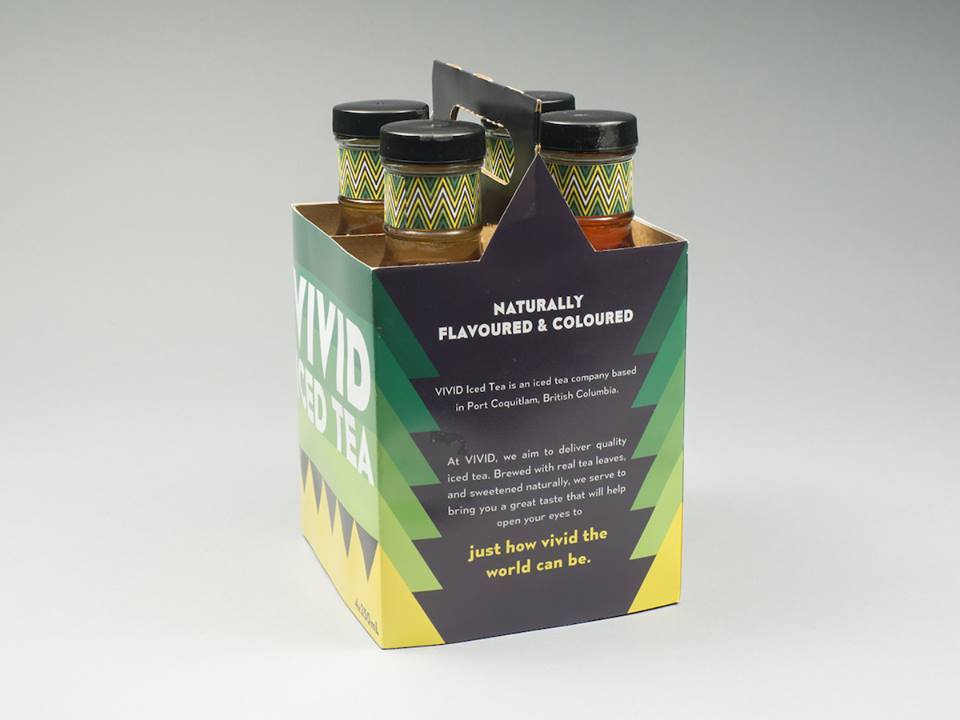 VIVID
ICED TEA
4x350mL
NATURALLY
FLAVOURED & COLOURED
VIVID Iced Tea is an iced tea company based
in Port Coquitlam, British Columbia.
At VIVID, we aim to deliver quality
iced tea. Brewed with real tea leaves,
and sweetened naturally, we serve to
bring you a great taste that will help
open your eyes to
just how vivid the
world can be.